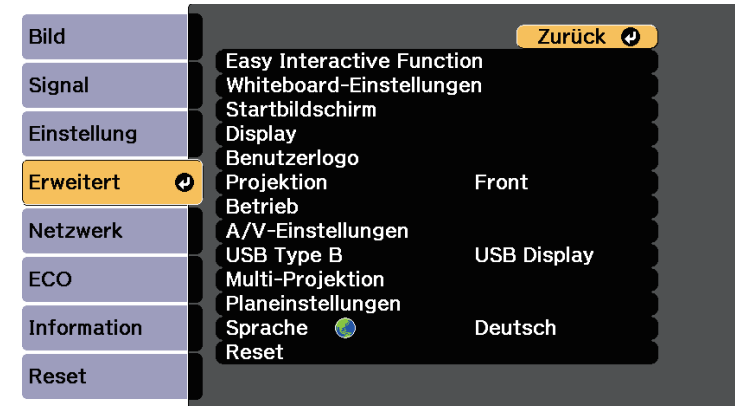 Bild
Signal
Einstellung
Erweitert
Netzwerk
ECO
Information
Reset
Zurück
Easy Interactive Function
Whiteboard-Einstellungen
Startbildschirm
Display
Benutzerlogo
Projektion Front
Betrieb
A/V-Einstellungen
USB Type B USB Display
Multi-Projektion
Planeinstellungen
Sprache Deutsch
Reset